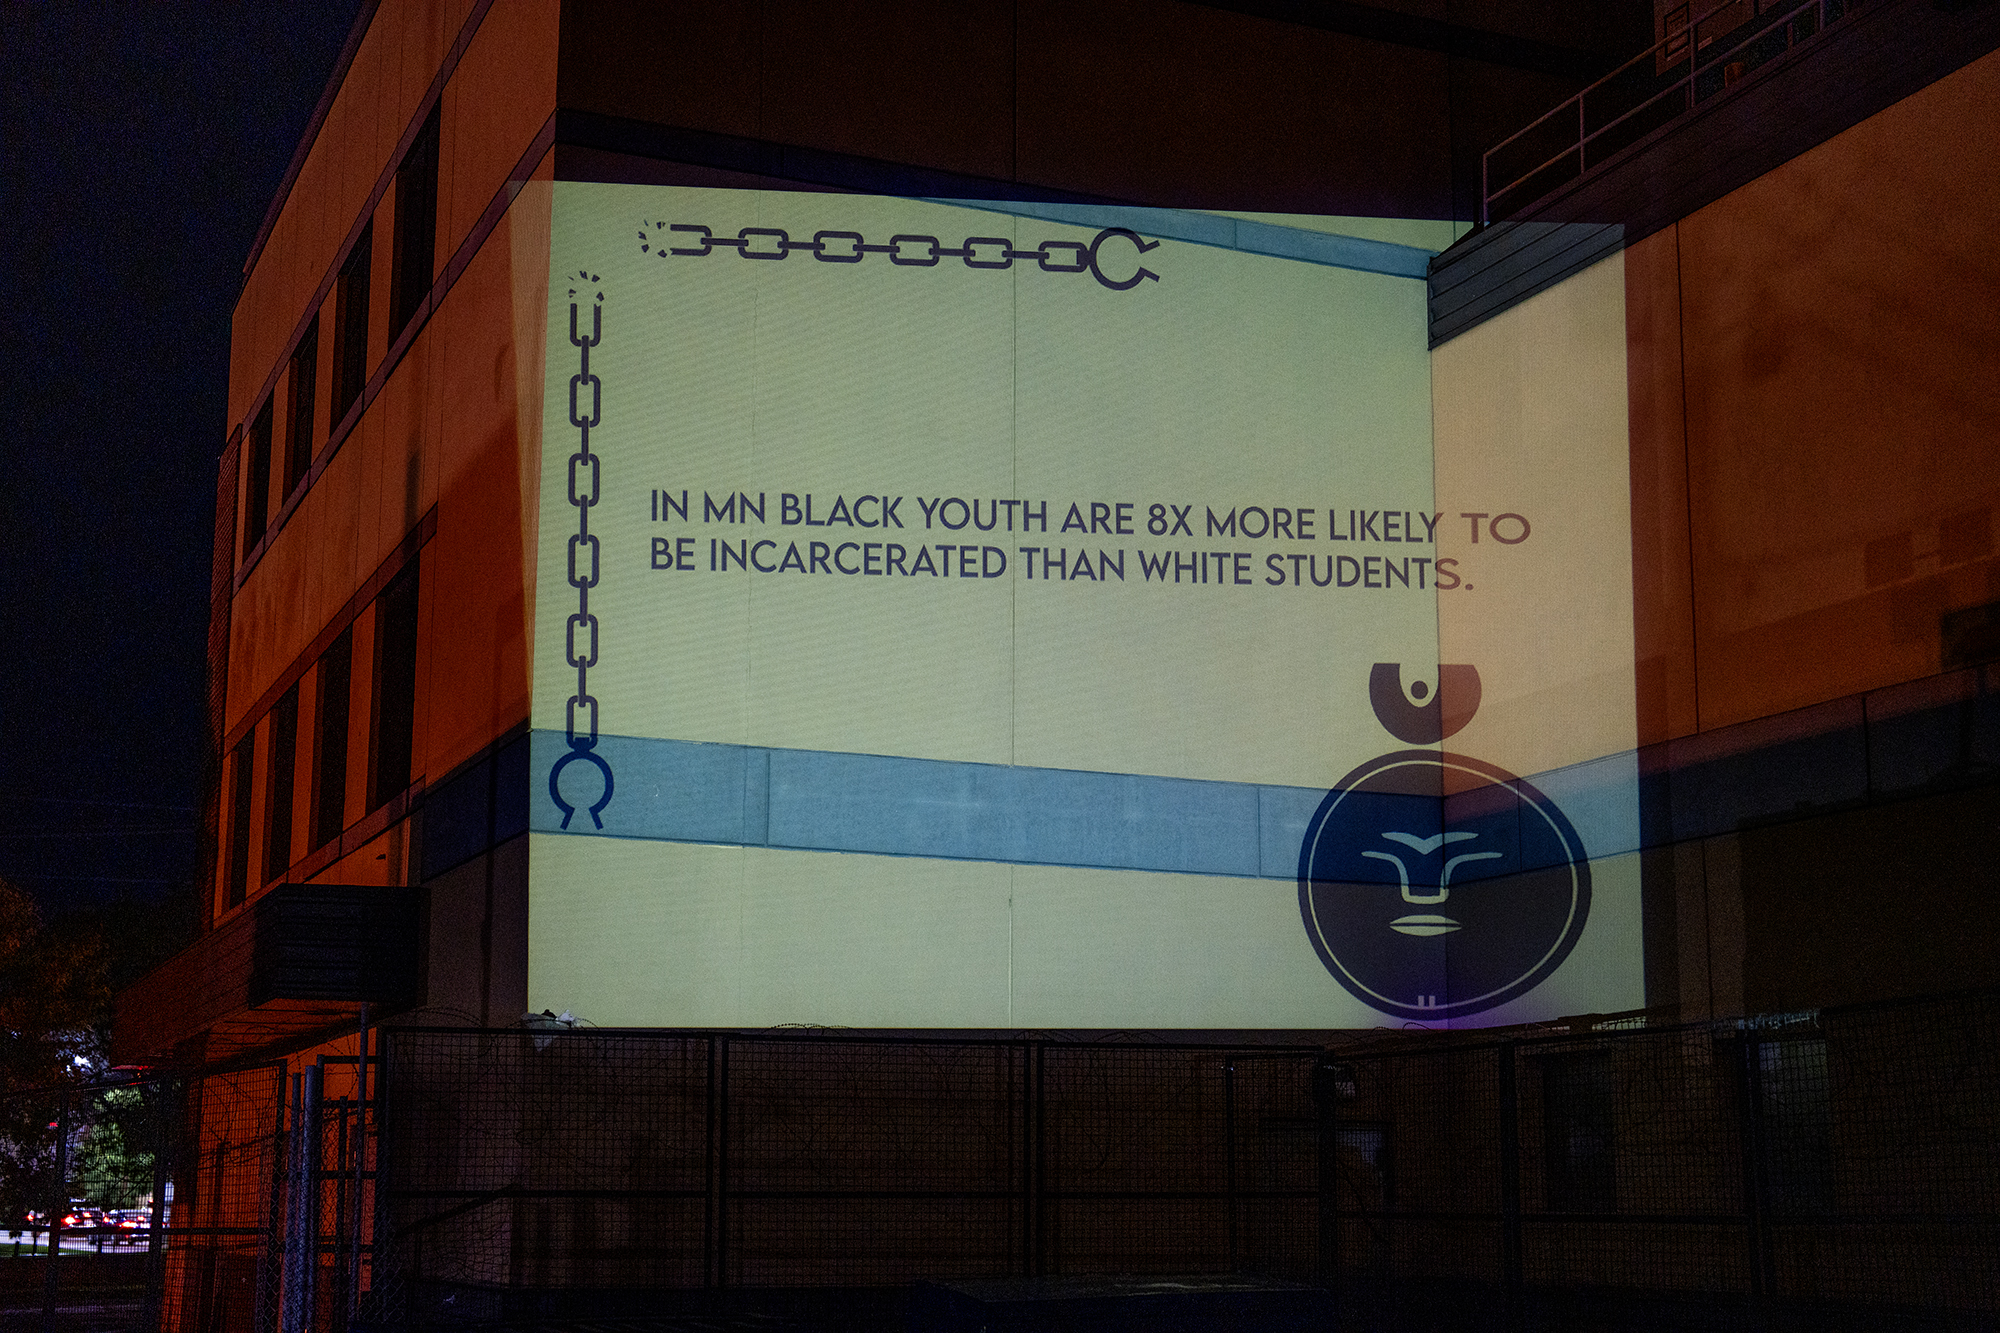 IN MN BLACK YOUTH ARE 8X MORE LIKELY TO
BE INCARCERATED THAN WHITE STUDENTS.